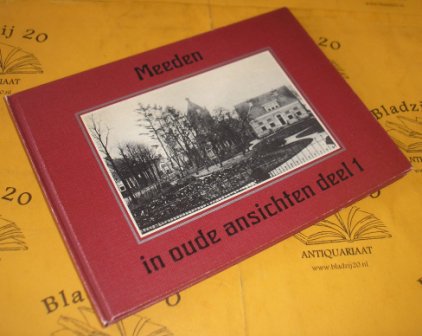 Meeden
in oude ansichten deel 1
Bladzij 20
ANTIQUARIAAT
www.bladzij20.nl